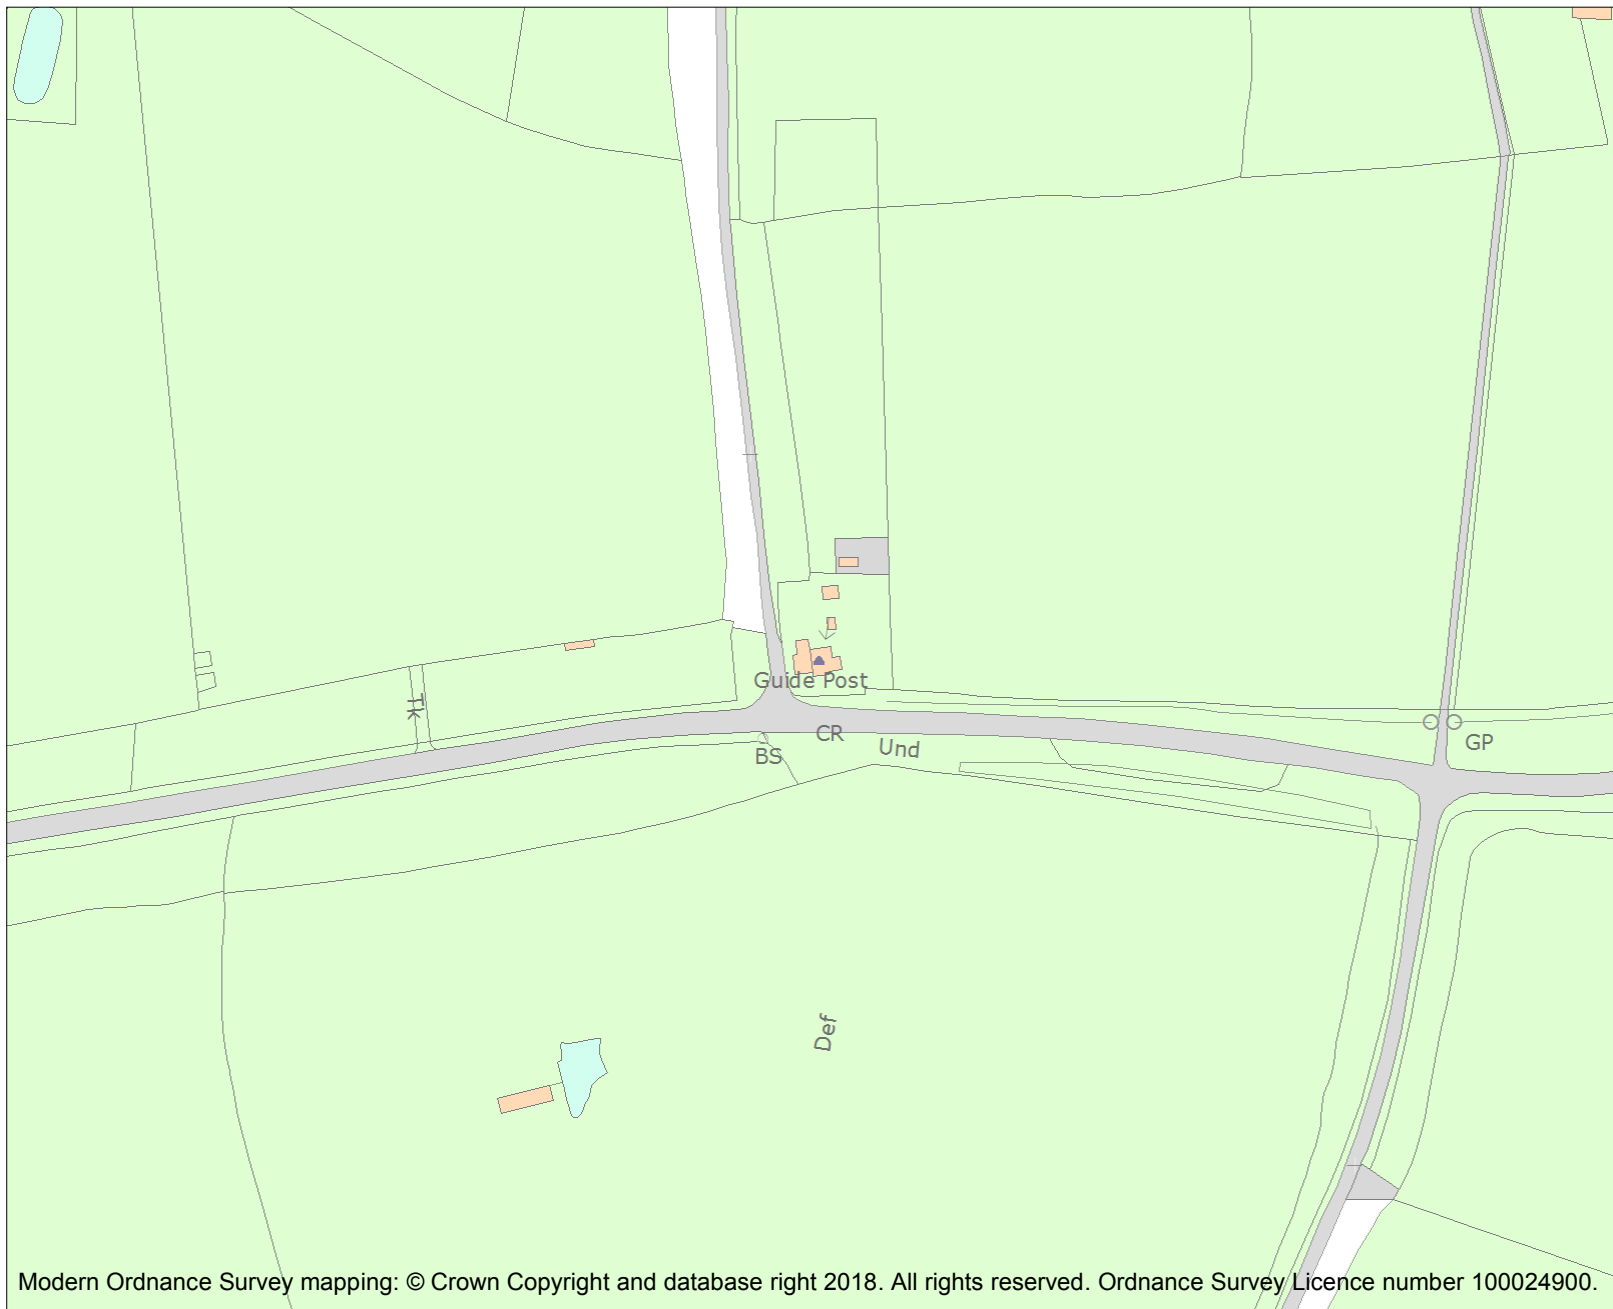 Guide Post
Tk
CR
Und
BS
GP
Def
Modern Ordnance Survey mapping: © Crown Copyright and database right 2018. All rights reserved. Ordnance Survey Licence number 100024900.